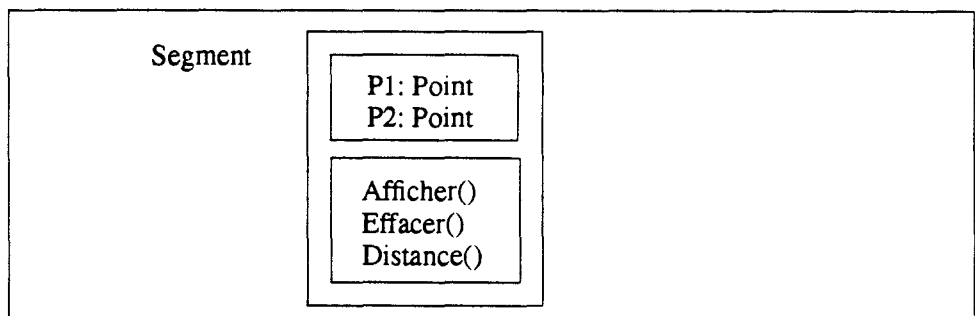 Segment
P1: Point
P2: Point
Afficher()
Effacer()
Distance()